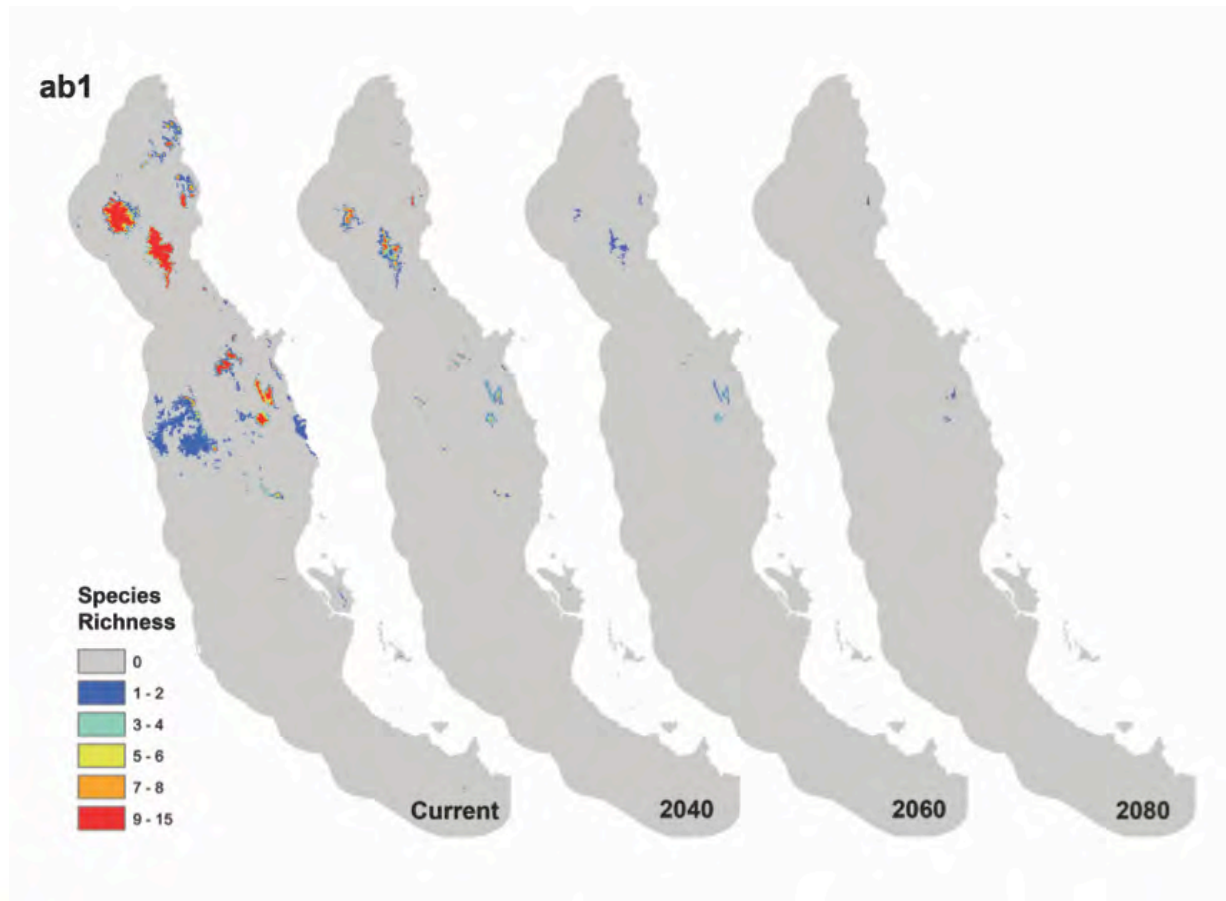 ab1
Species
Richness
0
1 - 2
3 - 4
5 - 6
7 - 8
9 - 15
Current
2040
2060
2080